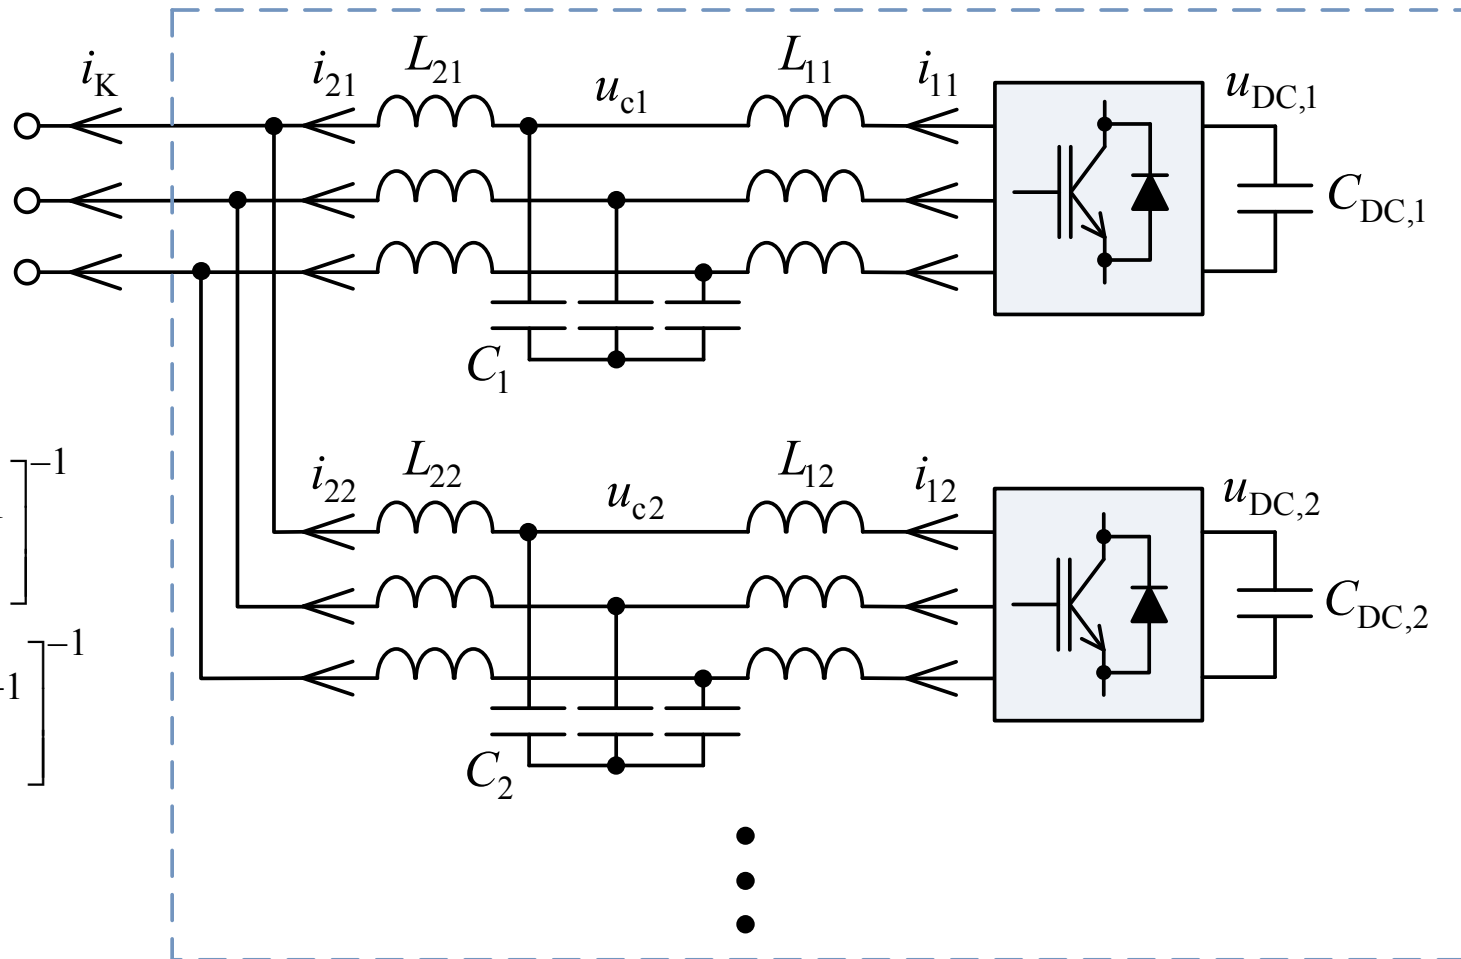 i_K i_21 L_21 u_c1 L_11 i_11 u_DC,1
C_DC,1
C_1
i_22 L_22 u_c2 L_12 i_12 u_DC,2
]^−1
C_DC,2
1]^−1
C_2